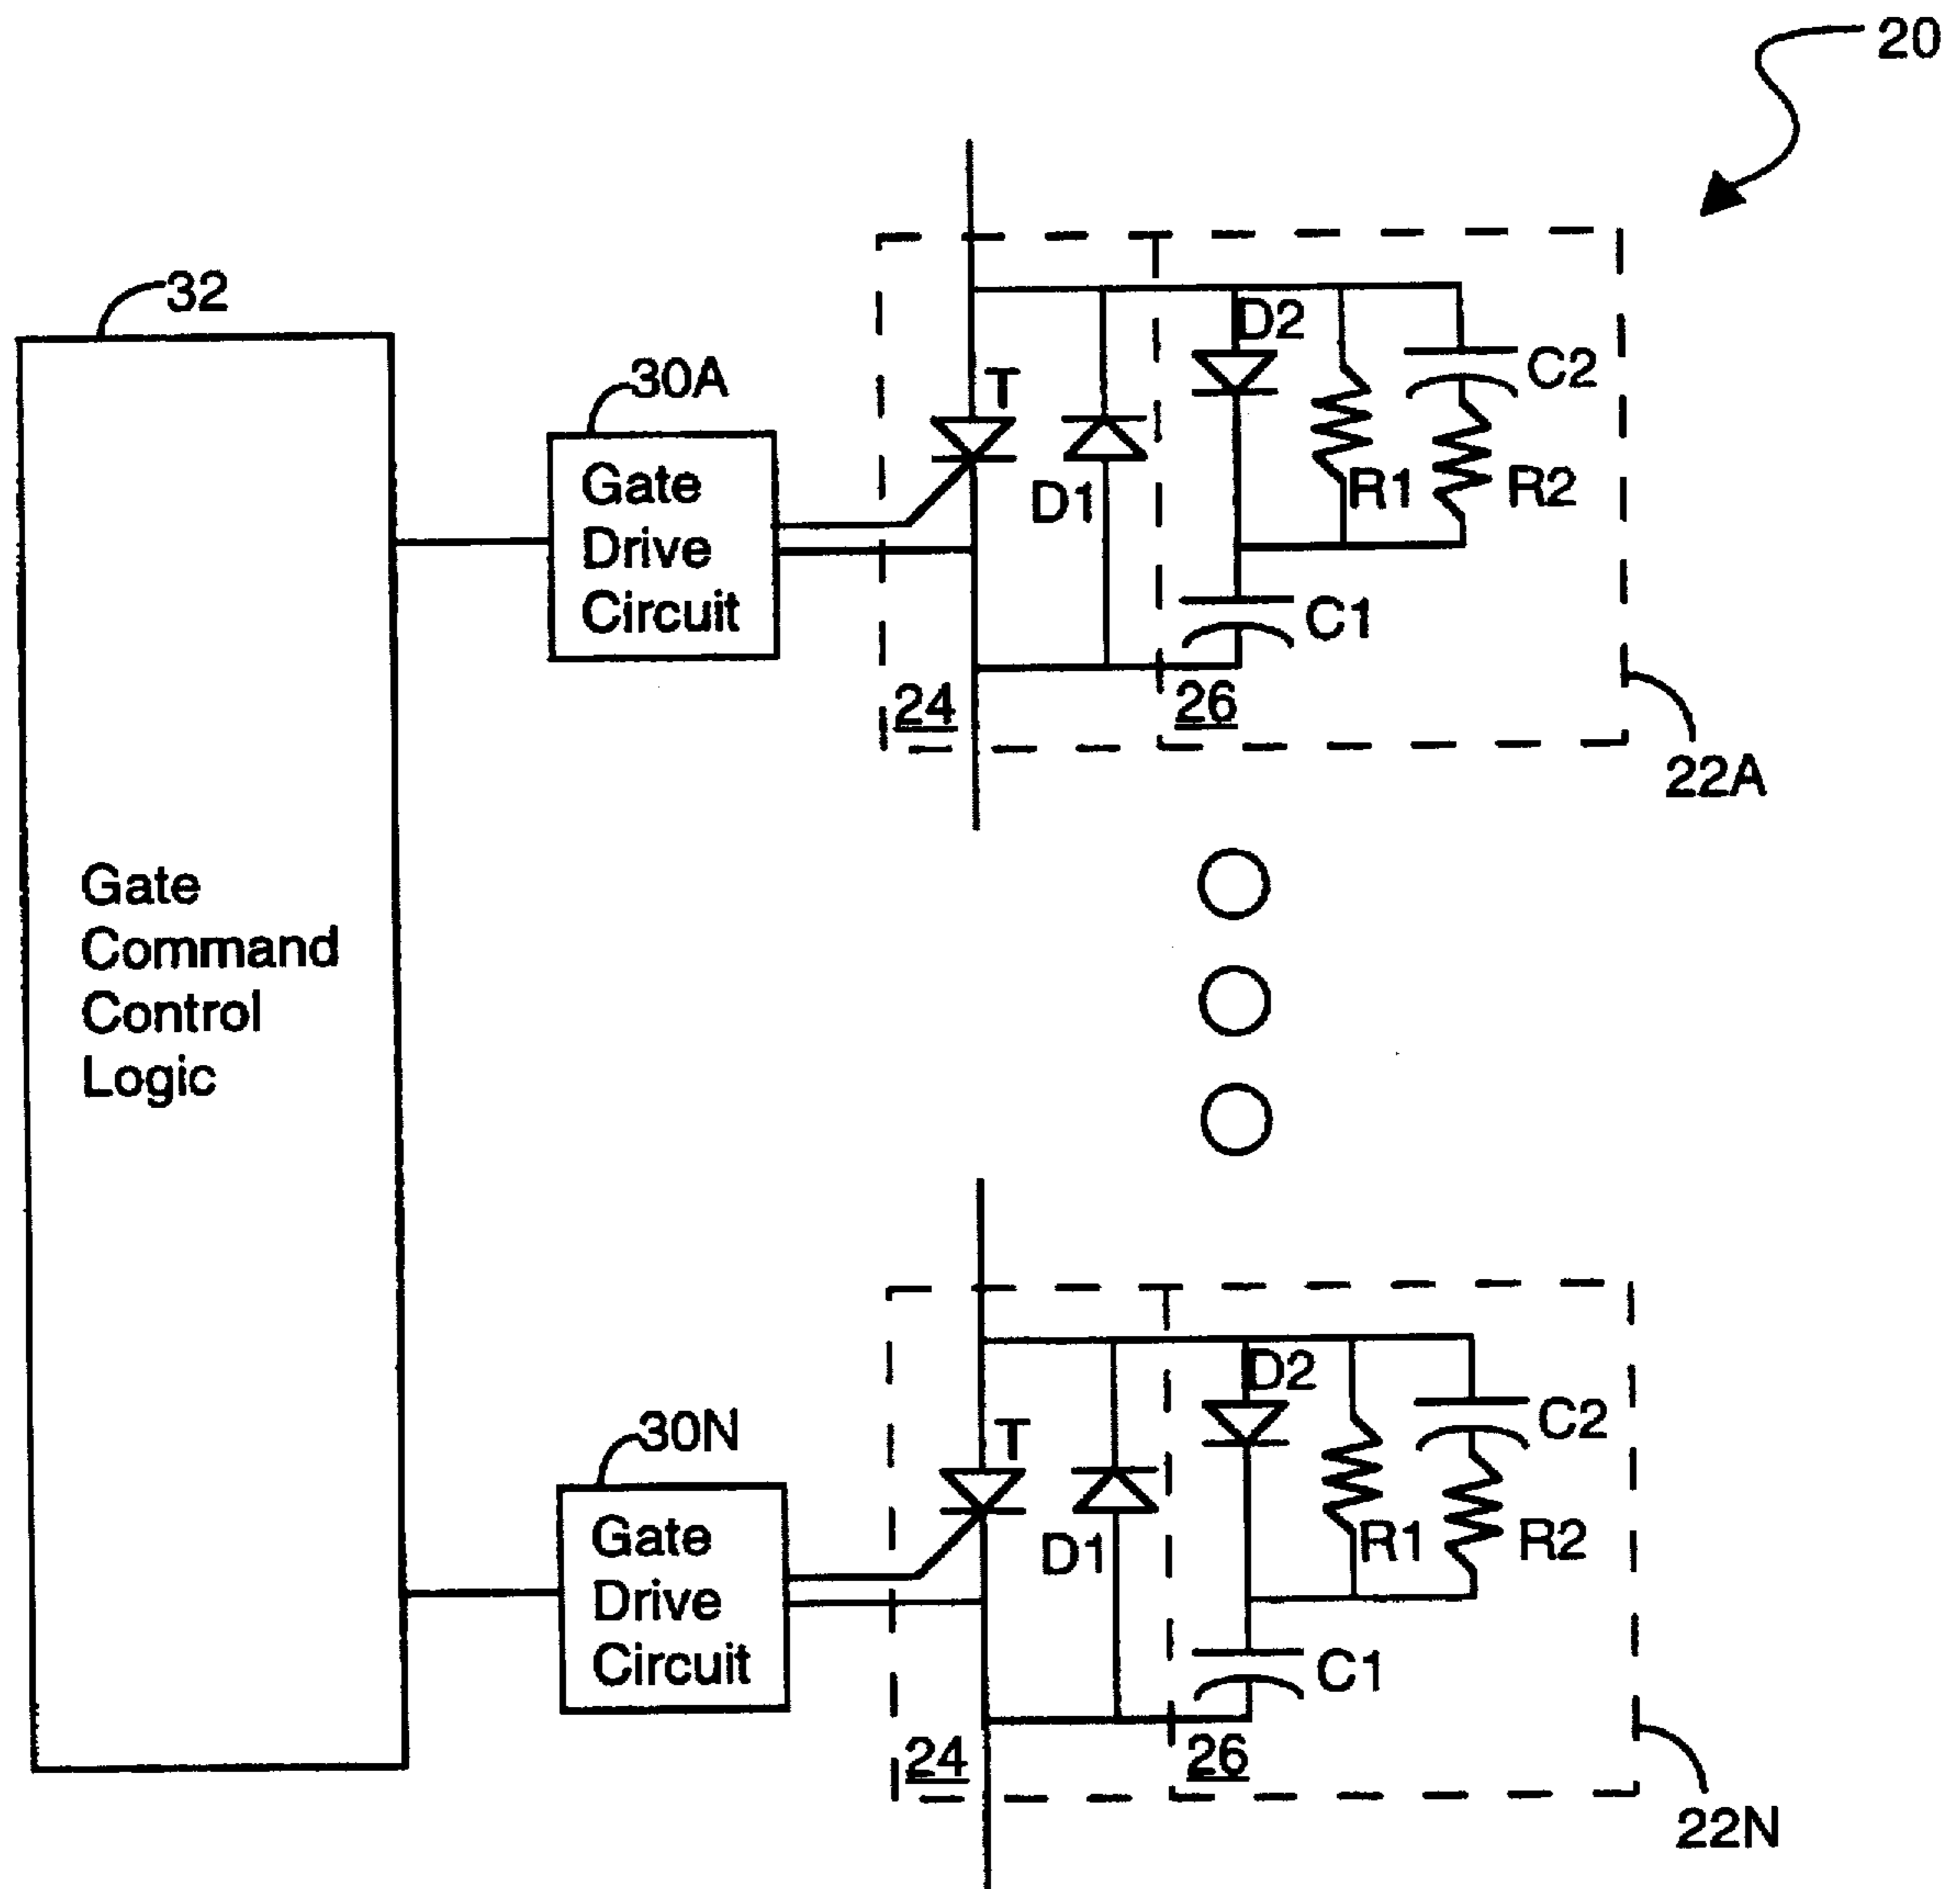 20
32
30A
Gate
Drive
Circuit
T
D1
D2
R1
C2
R2
C1
24
26
22A
Gate
Command
Control
Logic
30N
Gate
Drive
Circuit
T
D1
D2
R1
C2
R2
C1
24
26
22N